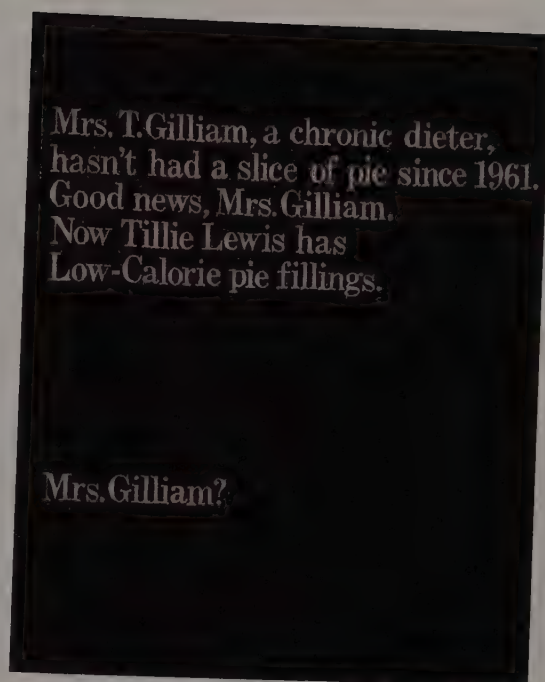 Mrs. T. Gilliam, a chronic dieter,
hasn't had a slice of pie since 1961.
Good news, Mrs. Gilliam.
Now Tillie Lewis has
Low-Calorie pie fillings.
Mrs. Gilliam?